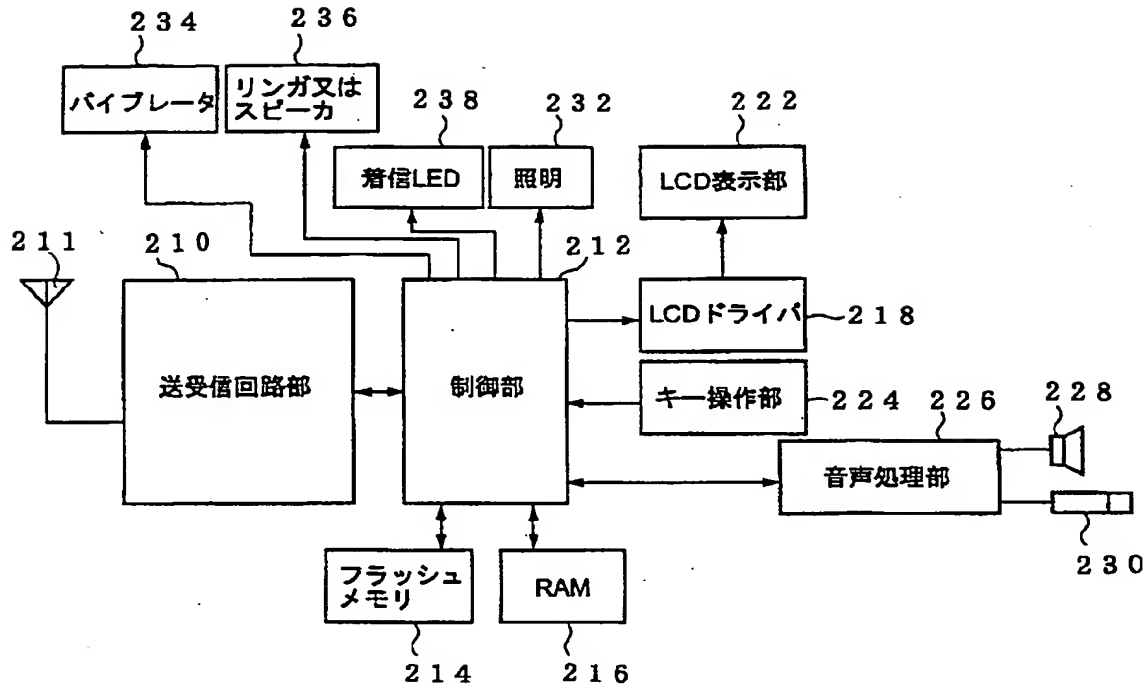 ２３４
２３６
バイブレータ
リンガ又は
スピーカ
２３８
２３２
２２２
着信LED
照明
LCD表示部
２１１
２１０
２１２
送受信回路部
制御部
LCDドライバ
２１８
キー操作部
２２４
２２６
２２８
音声処理部
２３０
フラッシュ
メモリ
RAM
２１４
２１６